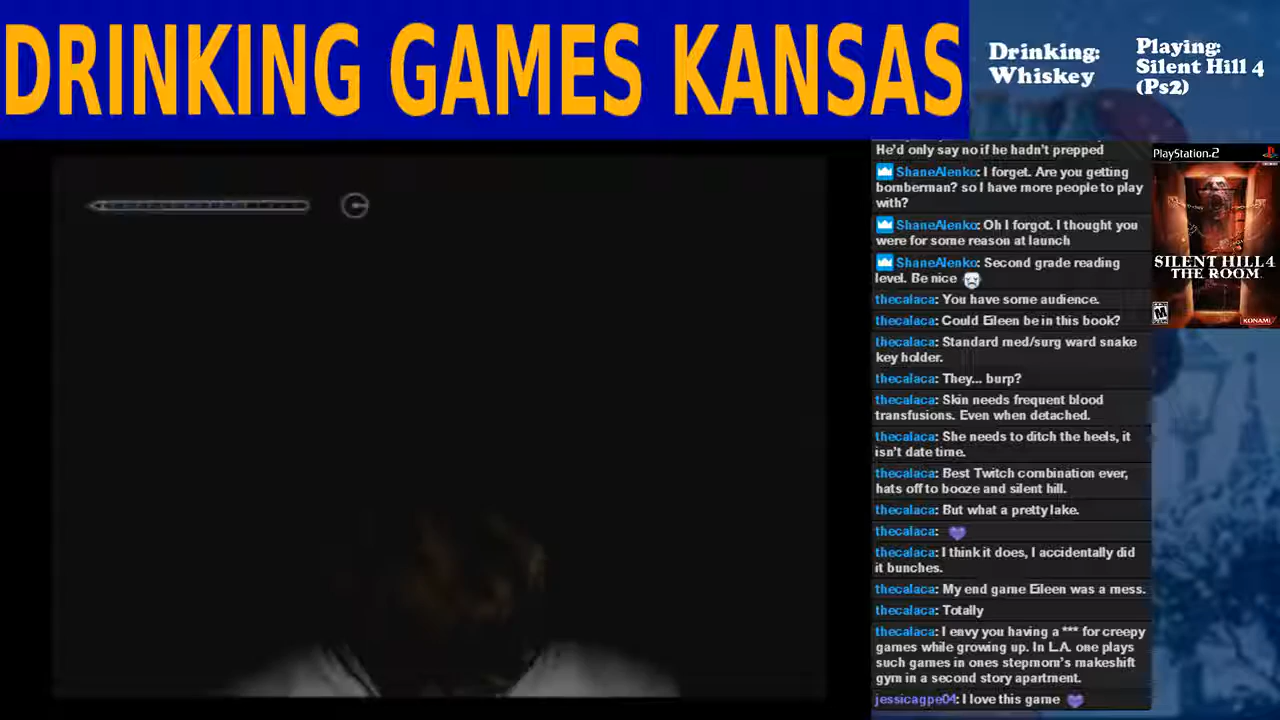 DRINKING GAMES KANSAS
Drinking:
Whiskey
Playing:
Silent Hill 4
(Ps2)
He'd only say no if he hadn't prepped
ShaneAlenko: I forget. Are you getting
bomberman? so I have more people to play
with?
ShaneAlenko: Oh I forgot. I thought you
were for some reason at launch
ShaneAlenko: Second grade reading
level. Be nice
thecalaca: You have some audience.
thecalaca: Could Eileen be in this book?
thecalaca: Standard med/surg ward snake
key holder.
thecalaca: They... burp?
thecalaca: Skin needs frequent blood
transfusions. Even when detached.
thecalaca: She needs to ditch the heels, it
isn't date time.
thecalaca: Best Twitch combination ever,
hats off to booze and silent hill.
thecalaca: But what a pretty lake.
thecalaca:
thecalaca: I think it does, I accidentally did
it bunches.
thecalaca: My end game Eileen was a mess.
thecalaca: Totally
thecalaca: I envy you having a *** for creepy
games while growing up. In L.A. one plays
such games in ones stepmom's makeshift
gym in a second story apartment.
jessicagpe04: I love this game
PlayStation.2
SILENT HILL 4
THE ROOM
M
KONAMI